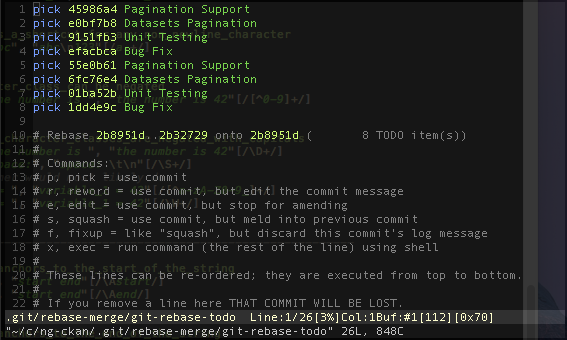 1 pick 45986a4 Pagination Support
2 pick e0bf7b8 Datasets Pagination
3 pick 9151fb3 Unit Testing
4 pick efacbca Bug Fix
5 pick 55e0b61 Pagination Support
6 pick 6fc76e4 Datasets Pagination
7 pick 01ba52b Unit Testing
8 pick 1dd4e9c Bug Fix
9
10 # Rebase 2b8951d..2b32729 onto 2b8951d ( 8 TODO item(s))
11 #
12 # Commands:
13 # p, pick = use commit
14 # r, reword = use commit, but edit the commit message
15 # e, edit = use commit, but stop for amending
16 # s, squash = use commit, but meld into previous commit
17 # f, fixup = like "squash", but discard this commit's log message
18 # x, exec = run command (the rest of the line) using shell
19 #
20 # These lines can be re-ordered; they are executed from top to bottom.
21 #
22 # If you remove a line here THAT COMMIT WILL BE LOST.
.git/rebase-merge/git-rebase-todo Line:1/26[3%]Col:1Buf:#1[112][0x70]
"~/c/ng-ckan/.git/rebase-merge/git-rebase-todo" 26L, 848C